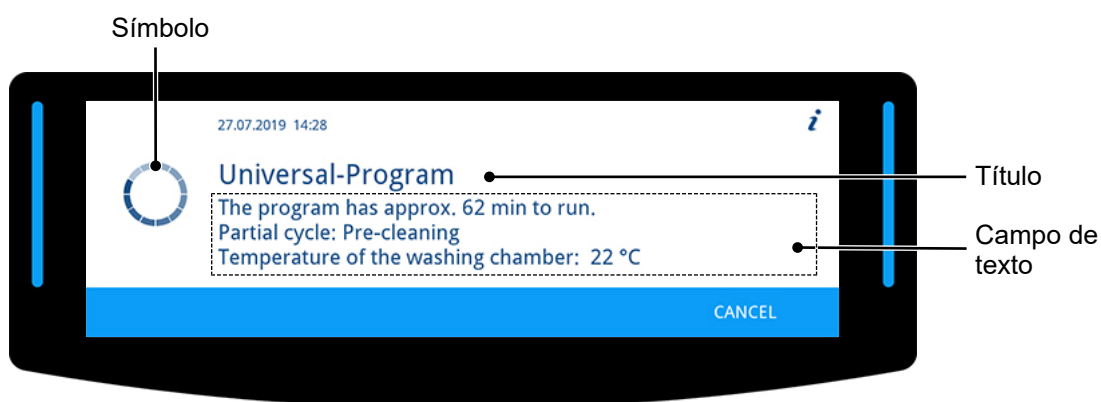 Símbolo
27.07.2019 14:28
i
Universal-Program
Título
The program has approx. 62 min to run.
Partial cycle: Pre-cleaning
Temperature of the washing chamber: 22 °C
Campo de
texto
CANCEL